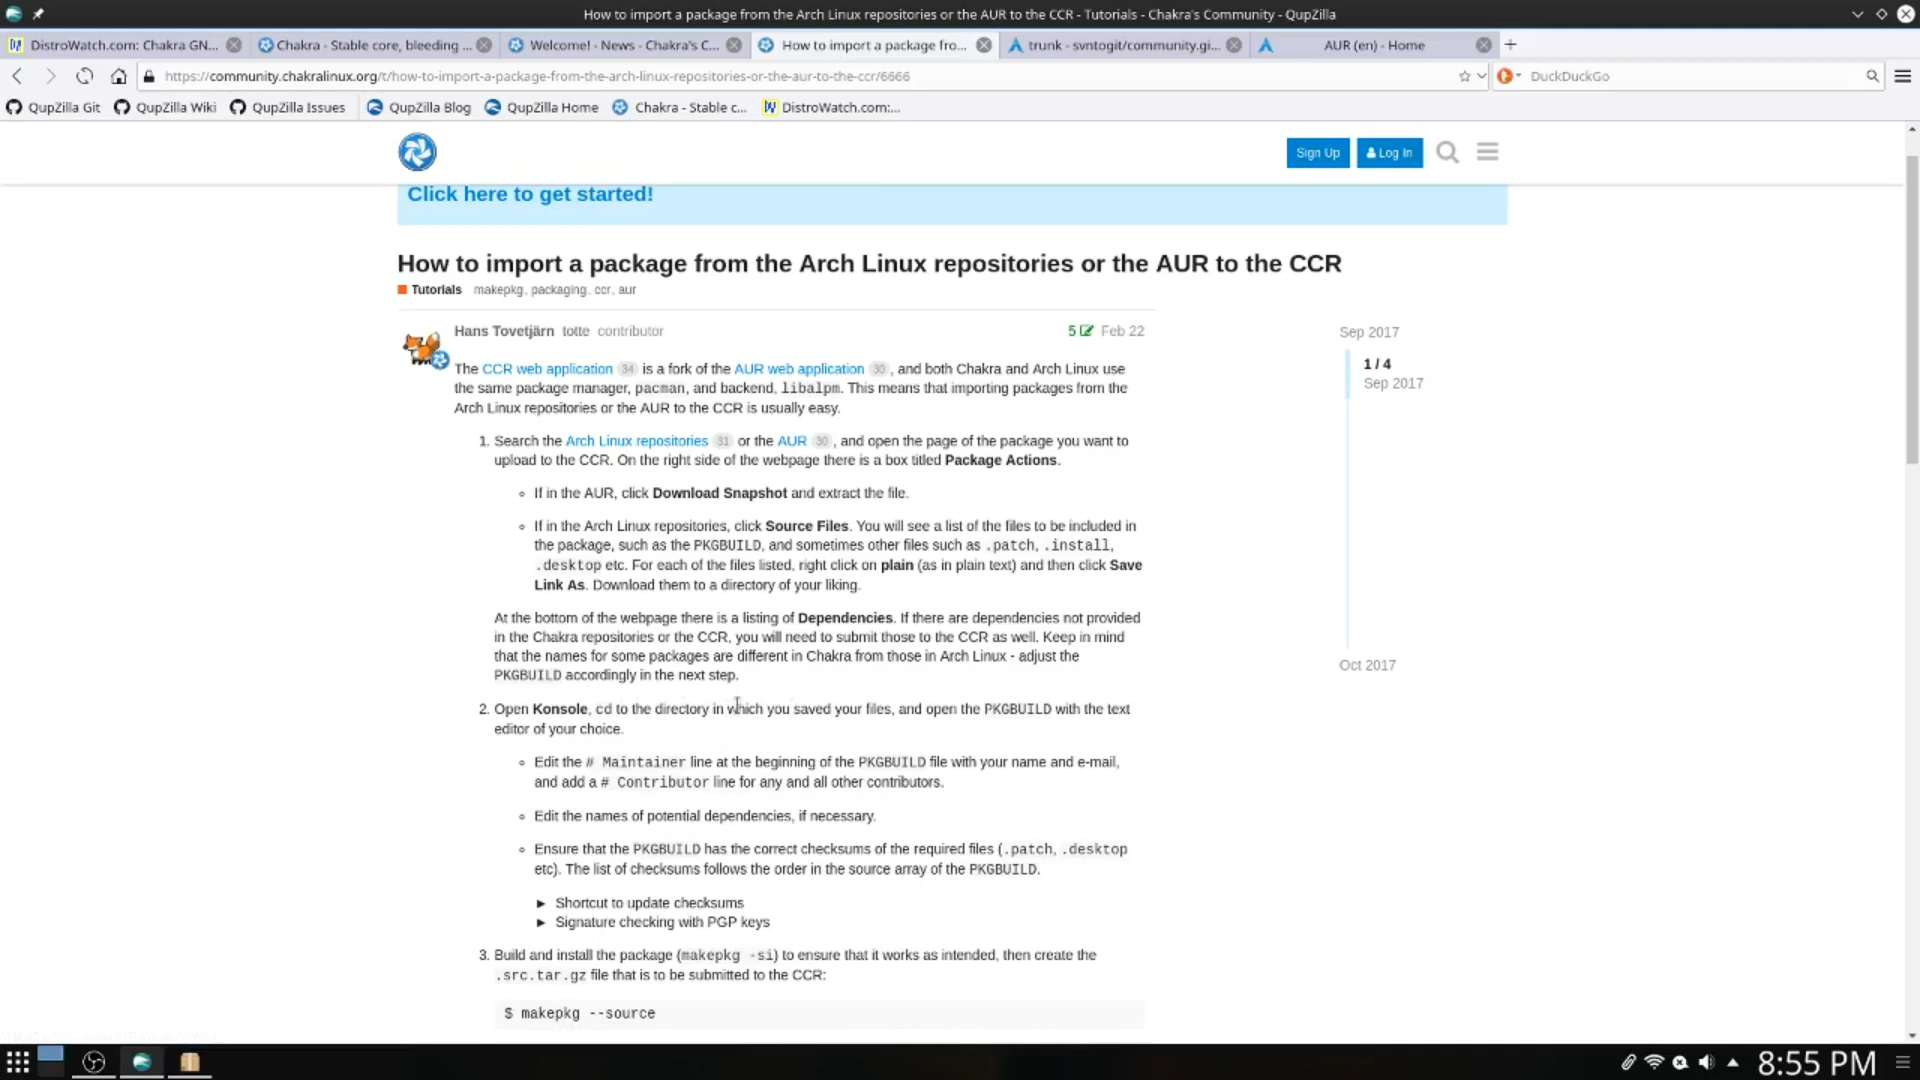 How to import a package from the Arch Linux repositories or the AUR to the CCR - Tutorials - Chakra's Community - QupZilla
DistroWatch.com: Chakra GN...
Chakra - Stable core, bleeding ...
Welcome! - News - Chakra's C...
How to import a package fro...
trunk - svntogit/community.gi...
AUR (en) - Home
https://community.chakralinux.org/t/how-to-import-a-package-from-the-arch-linux-repositories-or-the-aur-to-the-ccr/6666
DuckDuckGo
QupZilla Git
QupZilla Wiki
QupZilla Issues
QupZilla Blog
QupZilla Home
Chakra - Stable c...
DistroWatch.com:...
Sign Up
Log In
Click here to get started!
How to import a package from the Arch Linux repositories or the AUR to the CCR
Tutorials makepkg, packaging, ccr, aur
Hans Tovetjärn totte contributor
5 Feb 22
The CCR web application 34 is a fork of the AUR web application 30 , and both Chakra and Arch Linux use
the same package manager, pacman, and backend, libalpm. This means that importing packages from the
Arch Linux repositories or the AUR to the CCR is usually easy.
1. Search the Arch Linux repositories 31 or the AUR 30 , and open the page of the package you want to
upload to the CCR. On the right side of the webpage there is a box titled Package Actions.
If in the AUR, click Download Snapshot and extract the file.
If in the Arch Linux repositories, click Source Files. You will see a list of the files to be included in
the package, such as the PKGBUILD, and sometimes other files such as .patch, .install,
.desktop etc. For each of the files listed, right click on plain (as in plain text) and then click Save
Link As. Download them to a directory of your liking.
At the bottom of the webpage there is a listing of Dependencies. If there are dependencies not provided
in the Chakra repositories or the CCR, you will need to submit those to the CCR as well. Keep in mind
that the names for some packages are different in Chakra from those in Arch Linux - adjust the
PKGBUILD accordingly in the next step.
2. Open Konsole, cd to the directory in which you saved your files, and open the PKGBUILD with the text
editor of your choice.
Edit the # Maintainer line at the beginning of the PKGBUILD file with your name and e-mail,
and add a # Contributor line for any and all other contributors.
Edit the names of potential dependencies, if necessary.
Ensure that the PKGBUILD has the correct checksums of the required files (.patch, .desktop
etc). The list of checksums follows the order in the source array of the PKGBUILD.
Shortcut to update checksums
Signature checking with PGP keys
3. Build and install the package (makepkg -si) to ensure that it works as intended, then create the
.src.tar.gz file that is to be submitted to the CCR:
$ makepkg --source
Sep 2017
1 / 4
Sep 2017
Oct 2017
8:55 PM